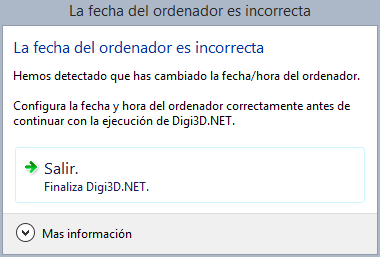 La fecha del ordenador es incorrecta
La fecha del ordenador es incorrecta
Hemos detectado que has cambiado la fecha/hora del ordenador.
Configura la fecha y hora del ordenador correctamente antes de
continuar con la ejecución de Digi3D.NET.
Salir.
Finaliza Digi3D.NET.
Mas información